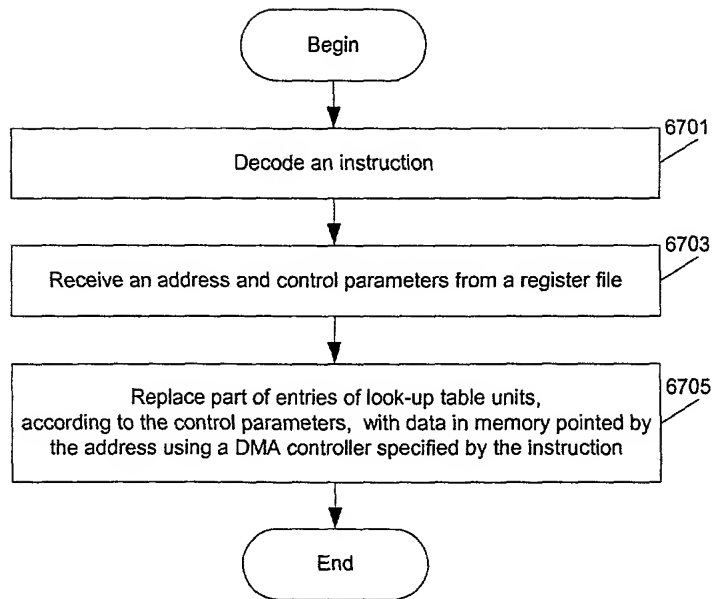 Begin
6701
Decode an instruction
6703
Receive an address and control parameters from a register file
6705
Replace part of entries of look-up table units,
according to the control parameters, with data in memory pointed by
the address using a DMA controller specified by the instruction
End